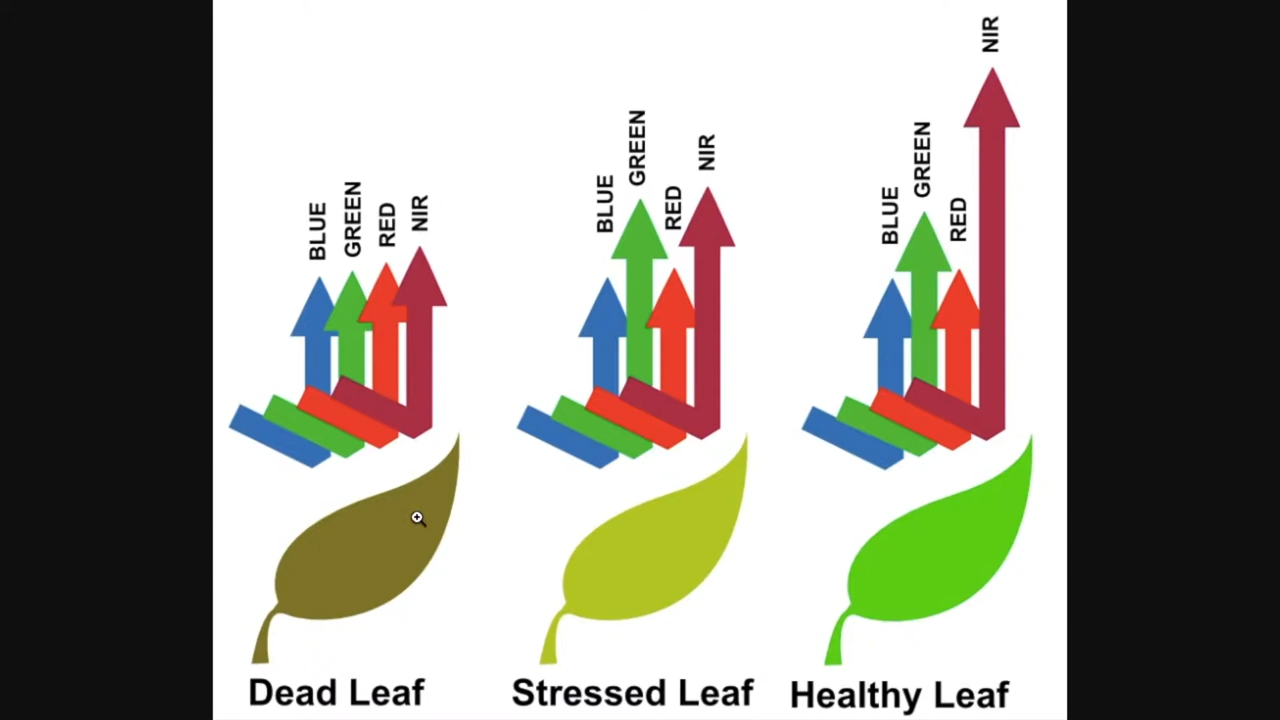 BLUE
GREEN
RED
NIR
BLUE
GREEN
RED
NIR
BLUE
GREEN
RED
NIR
Dead Leaf
Stressed Leaf
Healthy Leaf